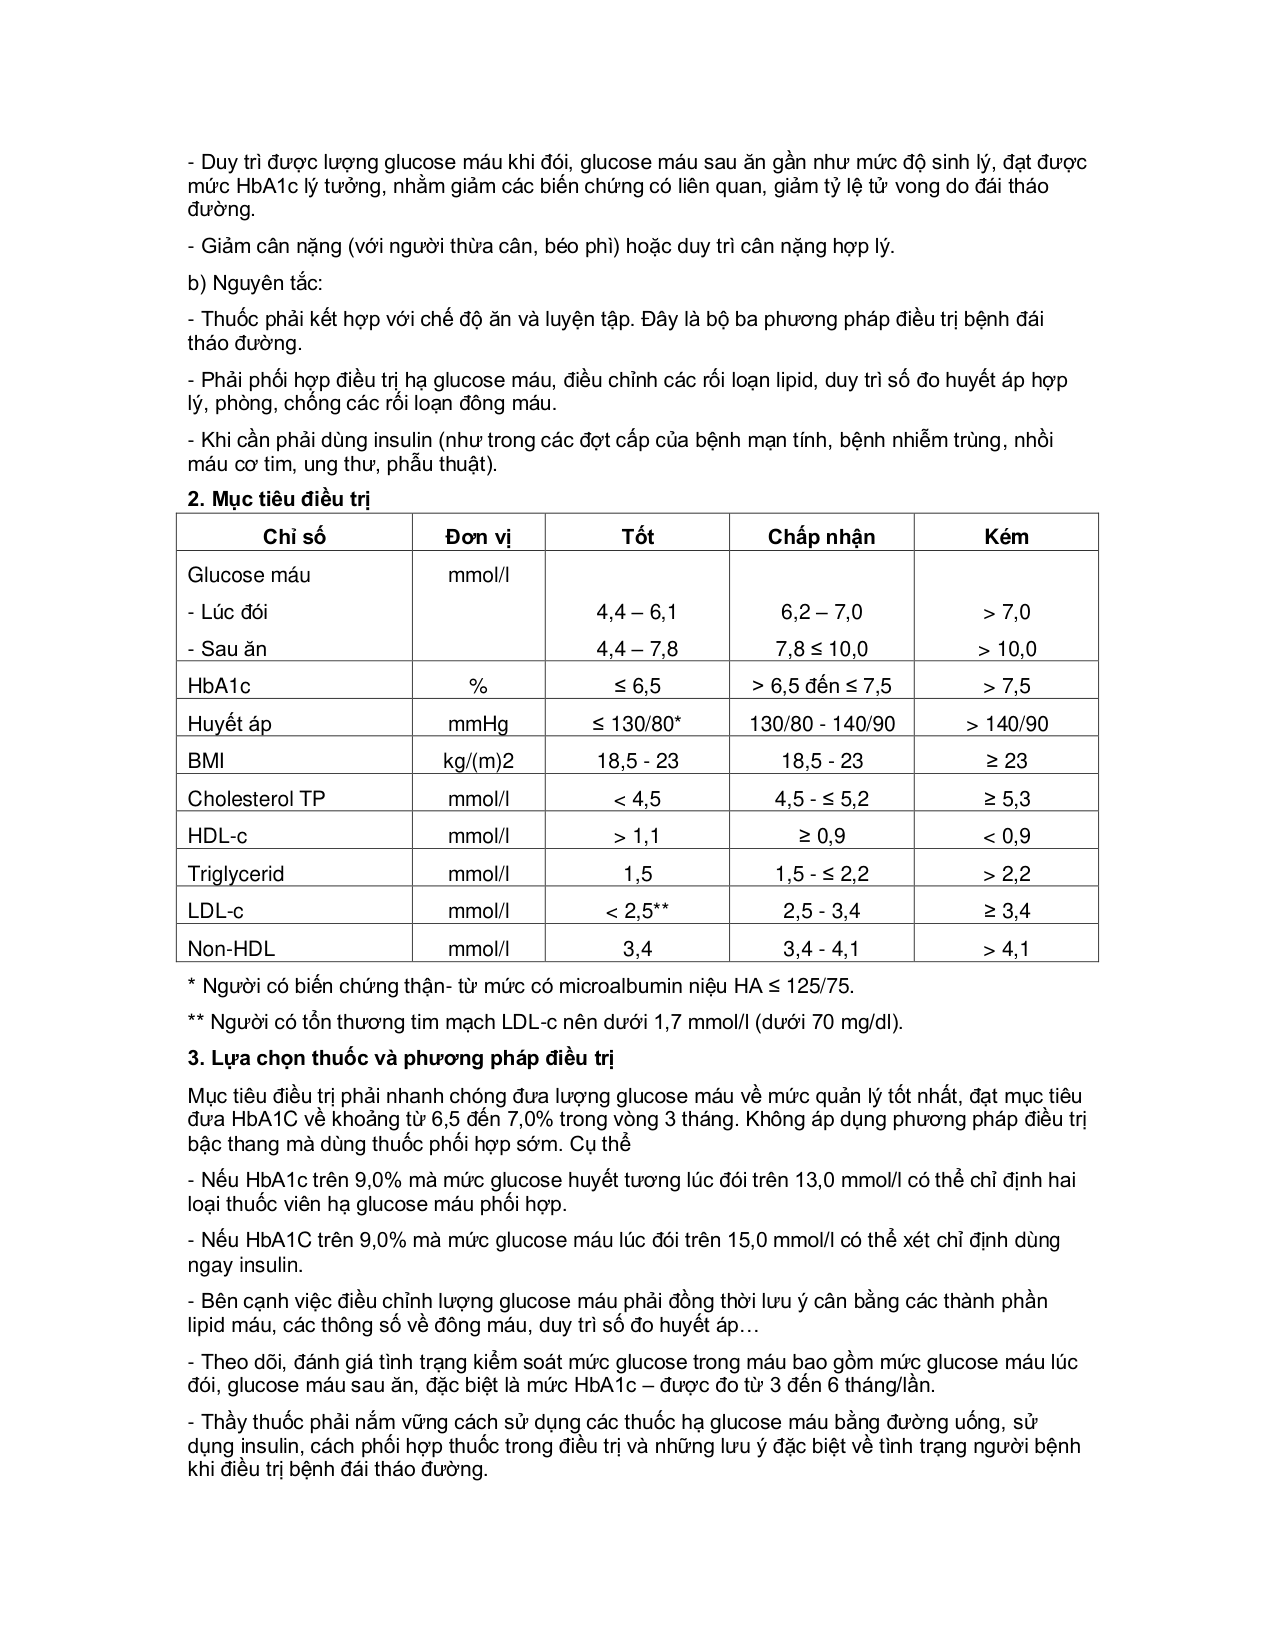 - Duy trì được lượng glucose máu khi đói, glucose máu sau ăn gần như mức độ sinh lý, đạt được
mức HbA1c lý tưởng, nhằm giảm các biến chứng có liên quan, giảm tỷ lệ tử vong do đái tháo
đường.
- Giảm cân nặng (với người thừa cân, béo phì) hoặc duy trì cân nặng hợp lý.
b) Nguyên tắc:
- Thuốc phải kết hợp với chế độ ăn và luyện tập. Đây là bộ ba phương pháp điều trị bệnh đái
tháo đường.
- Phải phối hợp điều trị hạ glucose máu, điều chỉnh các rối loạn lipid, duy trì số đo huyết áp hợp
lý, phòng, chống các rối loạn đông máu.
- Khi cần phải dùng insulin (như trong các đợt cấp của bệnh mạn tính, bệnh nhiễm trùng, nhồi
máu cơ tim, ung thư, phẫu thuật).
2. Mục tiêu điều trị
Chỉ số Đơn vị Tốt Chấp nhận Kém
Glucose máu mmol/l
- Lúc đói 4,4 – 6,1 6,2 – 7,0 > 7,0
- Sau ăn 4,4 – 7,8 7,8 ≤ 10,0 > 10,0
HbA1c % ≤ 6,5 > 6,5 đến ≤ 7,5 > 7,5
Huyết áp mmHg ≤ 130/80* 130/80 - 140/90 > 140/90
BMI kg/(m)2 18,5 - 23 18,5 - 23 ≥ 23
Cholesterol TP mmol/l < 4,5 4,5 - ≤ 5,2 ≥ 5,3
HDL-c mmol/l > 1,1 ≥ 0,9 < 0,9
Triglycerid mmol/l 1,5 1,5 - ≤ 2,2 > 2,2
LDL-c mmol/l < 2,5** 2,5 - 3,4 ≥ 3,4
Non-HDL mmol/l 3,4 3,4 - 4,1 > 4,1
* Người có biến chứng thận- từ mức có microalbumin niệu HA ≤ 125/75.
** Người có tổn thương tim mạch LDL-c nên dưới 1,7 mmol/l (dưới 70 mg/dl).
3. Lựa chọn thuốc và phương pháp điều trị
Mục tiêu điều trị phải nhanh chóng đưa lượng glucose máu về mức quản lý tốt nhất, đạt mục tiêu
đưa HbA1C về khoảng từ 6,5 đến 7,0% trong vòng 3 tháng. Không áp dụng phương pháp điều trị
bậc thang mà dùng thuốc phối hợp sớm. Cụ thể
- Nếu HbA1c trên 9,0% mà mức glucose huyết tương lúc đói trên 13,0 mmol/l có thể chỉ định hai
loại thuốc viên hạ glucose máu phối hợp.
- Nếu HbA1C trên 9,0% mà mức glucose máu lúc đói trên 15,0 mmol/l có thể xét chỉ định dùng
ngay insulin.
- Bên cạnh việc điều chỉnh lượng glucose máu phải đồng thời lưu ý cân bằng các thành phần
lipid máu, các thông số về đông máu, duy trì số đo huyết áp…
- Theo dõi, đánh giá tình trạng kiểm soát mức glucose trong máu bao gồm mức glucose máu lúc
đói, glucose máu sau ăn, đặc biệt là mức HbA1c – được đo từ 3 đến 6 tháng/lần.
- Thầy thuốc phải nắm vững cách sử dụng các thuốc hạ glucose máu bằng đường uống, sử
dụng insulin, cách phối hợp thuốc trong điều trị và những lưu ý đặc biệt về tình trạng người bệnh
khi điều trị bệnh đái tháo đường.